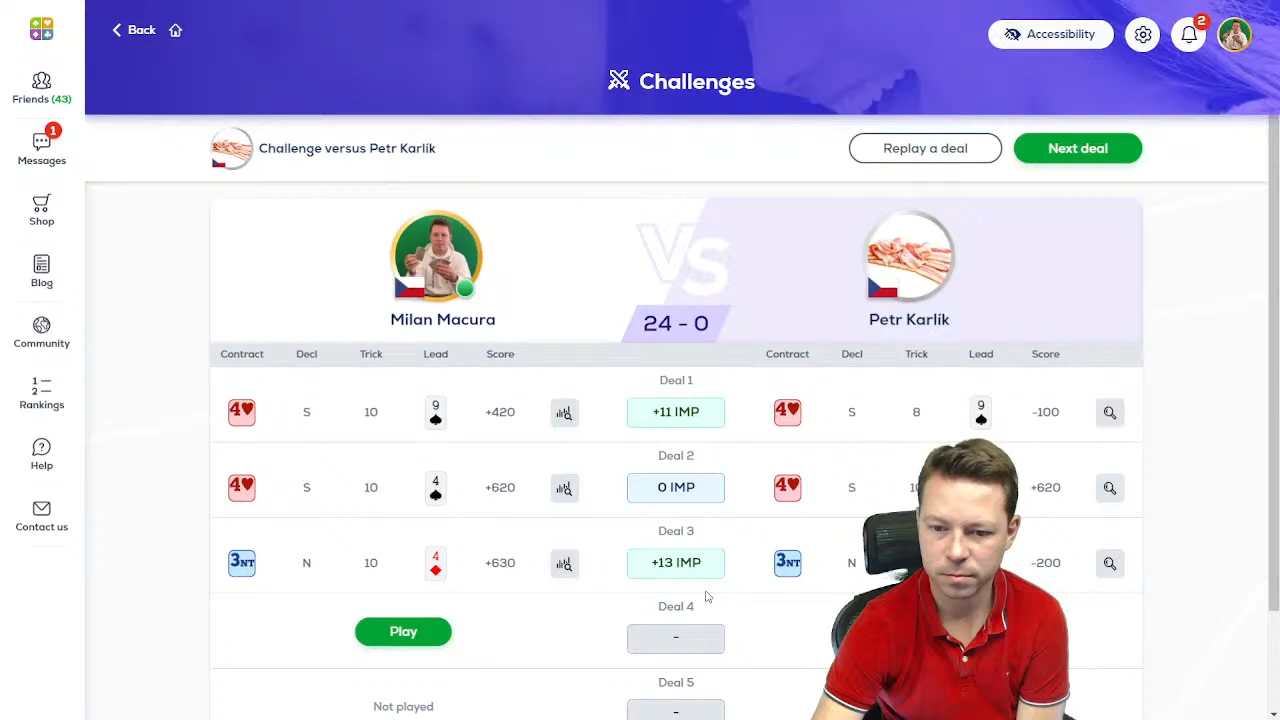 Back
Accessibility
2
Challenges
Friends (43)
1
Messages
Shop
Blog
Community
1
2
Rankings
Help
Contact us
Challenge versus Petr Karlík
Replay a deal
Next deal
VS
Milan Macura
24 - 0
Petr Karlík
Contract Decl Trick Lead Score Contract Decl Trick Lead Score
Deal 1
4♥ S 10 9♠ +420 +11 IMP 4♥ S 8 9♠ -100
Deal 2
4♥ S 10 4♠ +620 0 IMP 4♥ S +620
Deal 3
3NT N 10 4♦ +630 +13 IMP 3NT N -200
Deal 4
Play -
Deal 5
Not played -